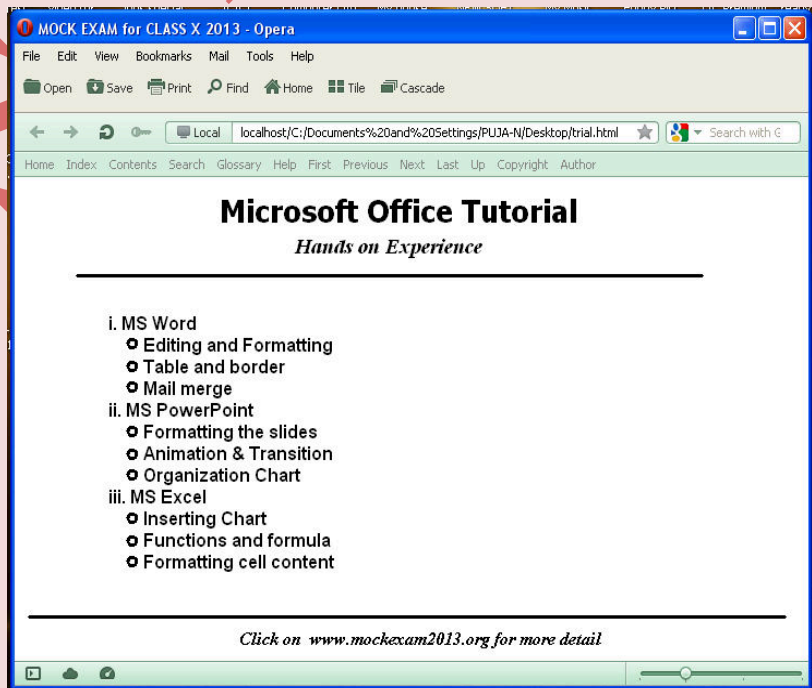 MOCK EXAM for CLASS X 2013 - Opera
File Edit View Bookmarks Mail Tools Help
Open Save Print Find Home Tile Cascade
Local localhost/C:/Documents%20and%20Settings/PUJA-N/Desktop/trial.html Search with G
Home Index Contents Search Glossary Help First Previous Next Last Up Copyright Author
Microsoft Office Tutorial
Hands on Experience
i. MS Word
Editing and Formatting
Table and border
Mail merge
ii. MS PowerPoint
Formatting the slides
Animation & Transition
Organization Chart
iii. MS Excel
Inserting Chart
Functions and formula
Formatting cell content
Click on www.mockexam2013.org for more detail